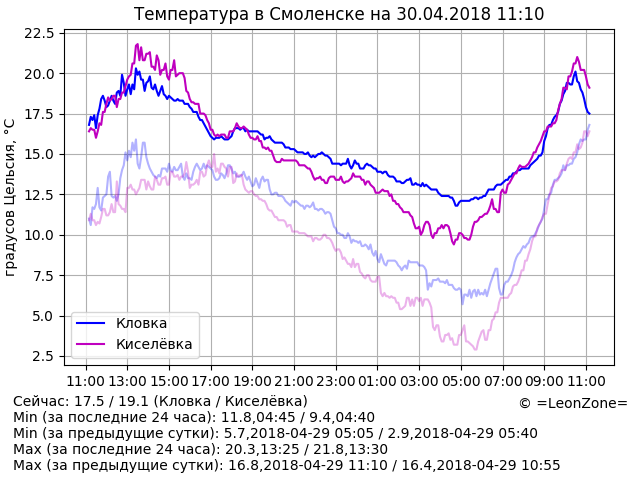 Температура в Смоленске на 30.04.2018 11:10
22.5
20.0
17.5
15.0
12.5
10.0
7.5
5.0
2.5
градусов Цельсия, °C
Кловка
Киселёвка
11:00 13:00 15:00 17:00 19:00 21:00 23:00 01:00 03:00 05:00 07:00 09:00 11:00
Сейчас: 17.5 / 19.1 (Кловка / Киселёвка)
© =LeonZone=
Min (за последние 24 часа): 11.8,04:45 / 9.4,04:40
Min (за предыдущие сутки): 5.7,2018-04-29 05:05 / 2.9,2018-04-29 05:40
Max (за последние 24 часа): 20.3,13:25 / 21.8,13:30
Max (за предыдущие сутки): 16.8,2018-04-29 11:10 / 16.4,2018-04-29 10:55